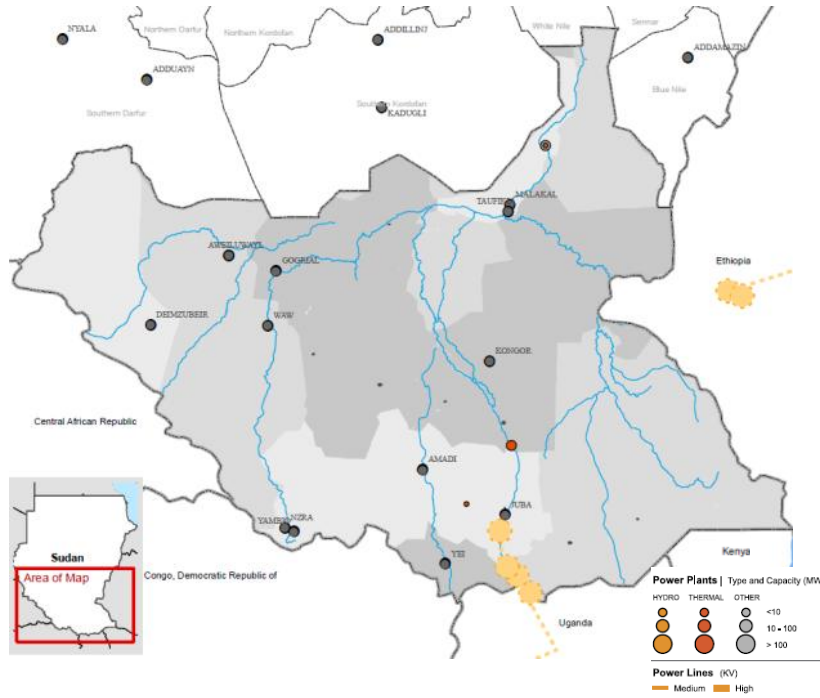 NYALA
Northern Darfur
Northern Kordofan
ADDILLINJ
White Nile
Sennar
ADDAMAZIN
ADDUAYN
Blue Nile
Southern Darfur
Southern Kordofan
KADUGLI
MALAKAL
TAUFIK
AWEILUWAYL
GOGRIAL
Ethiopia
DEIMZUBEIR
WAW
KONGOR
Central African Republic
AMADI
JUBA
YAMBIO
NZRA
Sudan
Area of Map
YEI
Kenya
Congo, Democratic Republic of
Uganda
Power Plants | Type and Capacity (MW
HYDRO THERMAL OTHER
<10
10 - 100
> 100
Power Lines (KV)
Medium High